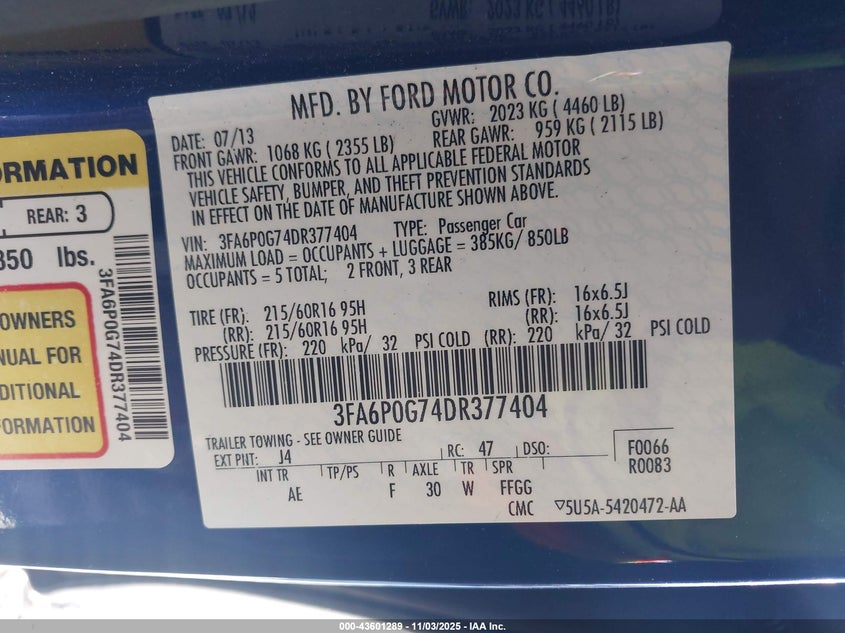 MFD. BY FORD MOTOR CO.
DATE: 07/13 GVWR: 2023 KG ( 4460 LB)
FRONT GAWR: 1068 KG ( 2355 LB) REAR GAWR: 959 KG ( 2115 LB)
THIS VEHICLE CONFORMS TO ALL APPLICABLE FEDERAL MOTOR
VEHICLE SAFETY, BUMPER, AND THEFT PREVENTION STANDARDS
IN EFFECT ON THE DATE OF MANUFACTURE SHOWN ABOVE.
VIN: 3FA6P0G74DR377404 TYPE: Passenger Car
MAXIMUM LOAD = OCCUPANTS + LUGGAGE = 385KG/ 850LB
OCCUPANTS = 5 TOTAL; 2 FRONT, 3 REAR
TIRE (FR): 215/60R16 95H RIMS (FR): 16x6.5J
(RR): 215/60R16 95H (RR): 16x6.5J
PRESSURE (FR): 220 kPa/ 32 PSI COLD (RR): 220 kPa/ 32 PSI COLD
3FA6P0G74DR377404
TRAILER TOWING - SEE OWNER GUIDE
EXT PNT: J4 RC: 47 DSO: F0066
R0083
INT TR TP/PS R AXLE TR SPR
AE F 30 W FFGG
CMC ▽5U5A-5420472-AA
ORMATION
REAR: 3
850 lbs.
3FA6P0G74DR377404
OWNERS
NUAL FOR
DITIONAL
FORMATION
000-43601289 - 11/03/2025 - IAA Inc.